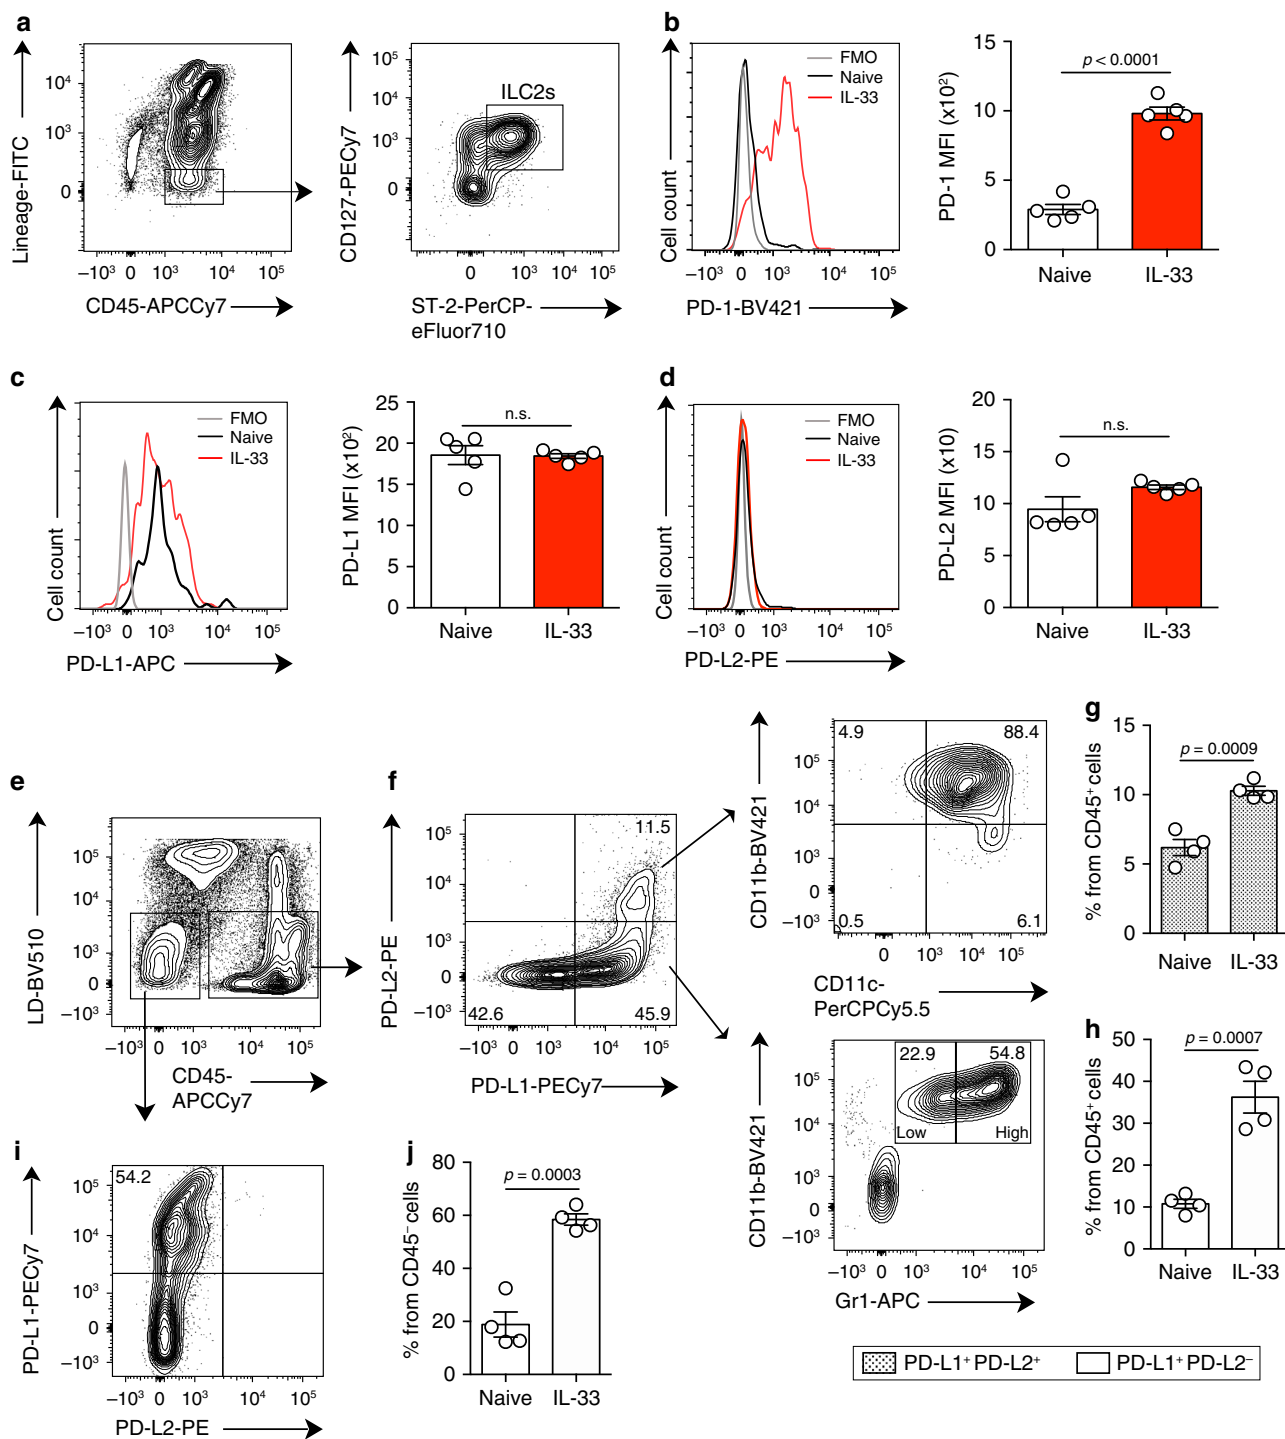 a
Lineage-FITC
10⁴
10³
0
−10³ 0 10³ 10⁴ 10⁵
CD45-APCCy7
CD127-PECy7
10⁵
10⁴
10³
0
ILC2s
0 10³ 10⁴ 10⁵
ST-2-PerCP-
eFluor710
b
Cell count
FMO
Naive
IL-33
−10³ 0 10³ 10⁴ 10⁵
PD-1-BV421
PD-1 MFI (x10²)
15
10
5
0
p < 0.0001
Naive IL-33
c
Cell count
FMO
Naive
IL-33
−10³ 0 10³ 10⁴ 10⁵
PD-L1-APC
PD-L1 MFI (x10²)
25
20
15
10
5
0
n.s.
Naive IL-33
d
Cell count
FMO
Naive
IL-33
−10³ 0 10³ 10⁴ 10⁵
PD-L2-PE
PD-L2 MFI (x10)
20
15
10
5
0
n.s.
Naive IL-33
e
LD-BV510
10⁵
10⁴
10³
0
−10³
−10³ 0 10³ 10⁴ 10⁵
CD45-
APCCy7
f
PD-L2-PE
10⁵
10⁴
10³
0
−10³
11.5
42.6 45.9
−10³ 0 10³ 10⁴ 10⁵
PD-L1-PECy7
CD11b-BV421
10⁵
10⁴
10³
0
−10³
4.9 88.4
0.5 6.1
0 10³ 10⁴ 10⁵
CD11c-
PerCPCy5.5
CD11b-BV421
10⁵
10⁴
10³
0
−10³
22.9 54.8
Low High
−10³ 0 10³ 10⁴ 10⁵
Gr1-APC
g
% from CD45⁺ cells
15
10
5
0
p = 0.0009
Naive IL-33
h
% from CD45⁺ cells
50
40
30
20
10
0
p = 0.0007
Naive IL-33
i
PD-L1-PECy7
10⁵
10⁴
10³
0
−10³
54.2
−10³ 0 10³ 10⁴ 10⁵
PD-L2-PE
j
% from CD45⁻ cells
80
60
40
20
0
p = 0.0003
Naive IL-33
PD-L1⁺ PD-L2⁺ PD-L1⁺ PD-L2⁻